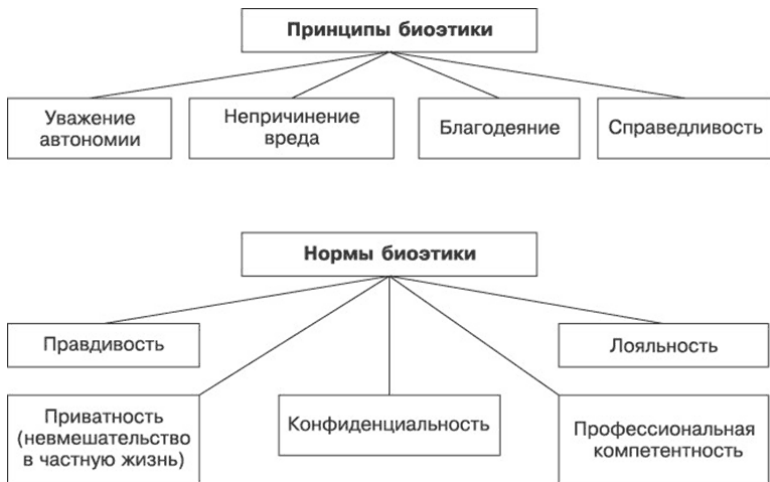 Принципы биоэтики
Уважение
автономии
Непричинение
вреда
Благодеяние
Справедливость
Нормы биоэтики
Правдивость
Лояльность
Приватность
(невмешательство
в частную жизнь)
Конфиденциальность
Профессиональная
компетентность